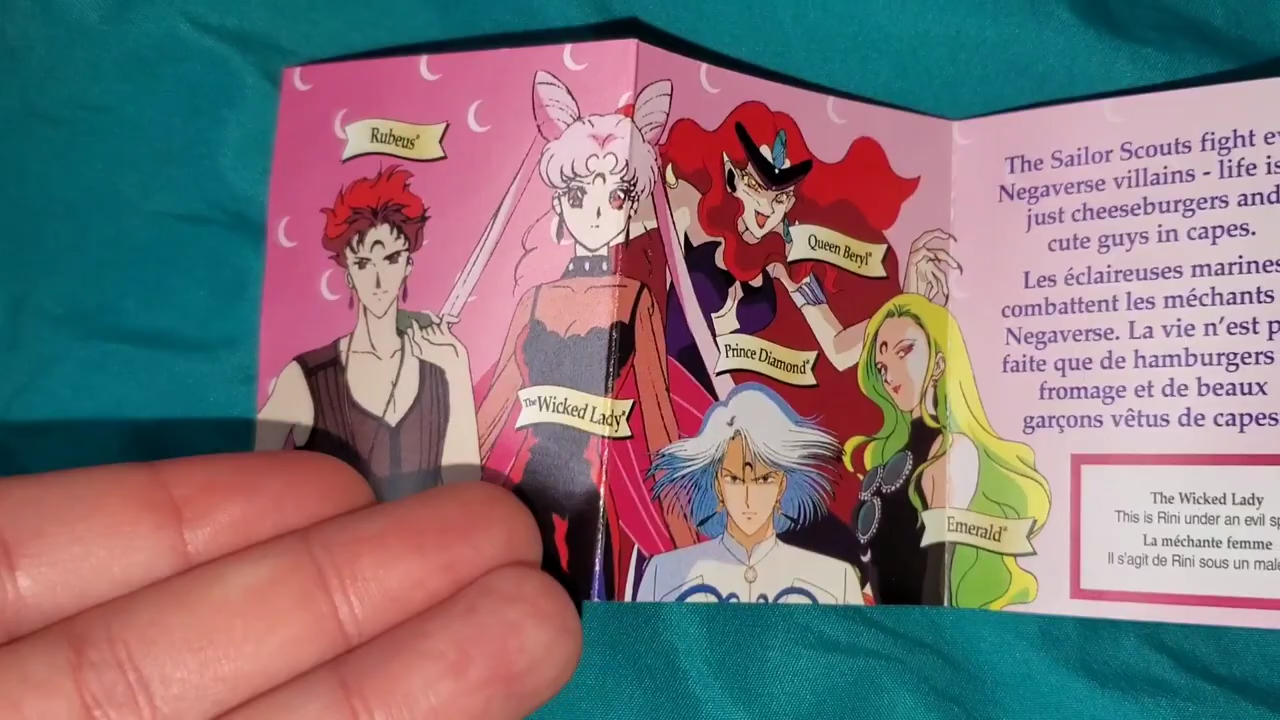 Rubeus
The Wicked Lady
Queen Beryl
Prince Diamond
Emerald
The Sailor Scouts fight
Negaverse villains - life is
just cheeseburgers and
cute guys in capes.
Les éclaireuses marines
combattent les méchants
Negaverse. La vie n'est
faite que de hamburgers
fromage et de beaux
garçons vêtus de capes
The Wicked Lady
This is Rini under an evil
La méchante femme
Il s'agit de Rini sous un